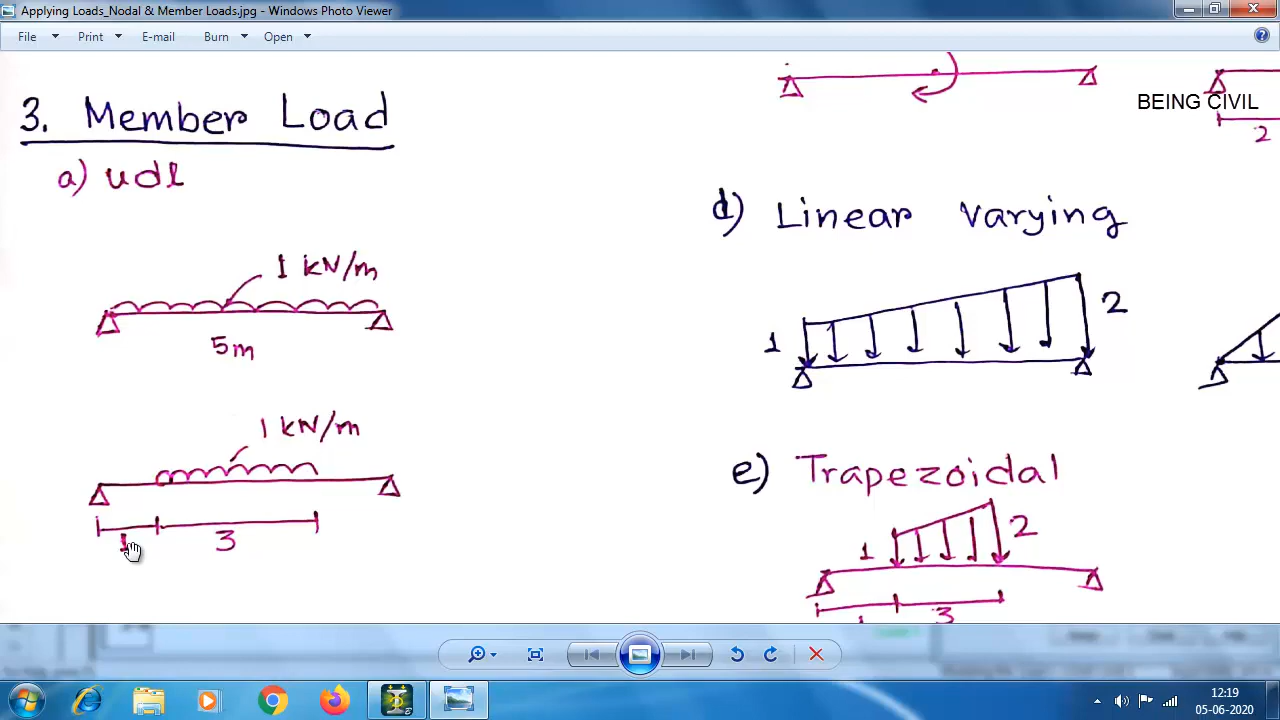 Applying Loads_Nodal & Member Loads.jpg - Windows Photo Viewer
File Print E-mail Burn Open
BEING CIVIL
3. Member Load
a) udl
1 kN/m
5m
1 kN/m
1 3
2
d) Linear varying
1 2
e) Trapezoidal
1 2
3
12:19
05-06-2020